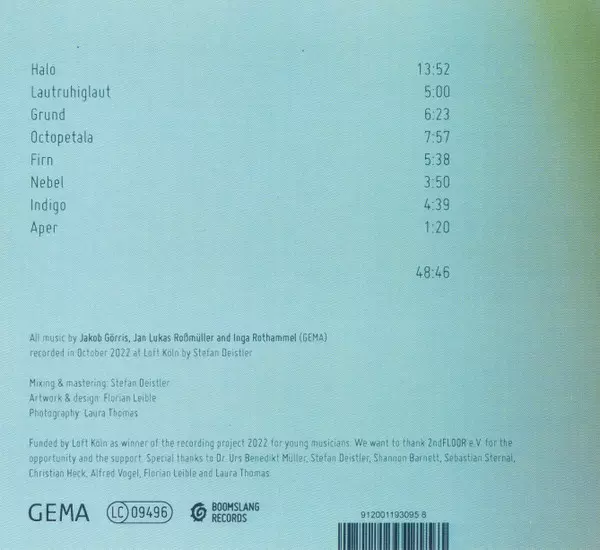 Halo 13:52
Lautruhiglaut 5:00
Grund 6:23
Octopetala 7:57
Firn 5:38
Nebel 3:50
Indigo 4:39
Aper 1:20
48:46
All music by Jakob Görris, Jan Lukas Roßmüller and Inga Rothammel (GEMA)
recorded in October 2022 at Loft Köln by Stefan Deistler
Mixing & mastering: Stefan Deistler
Artwork & design: Florian Leible
Photography: Laura Thomas
Funded by Loft Köln as winner of the recording project 2022 for young musicians. We want to thank 2ndFLOOR e.V. for the
opportunity and the support. Special thanks to Dr. Urs Benedikt Müller, Stefan Deistler, Shannon Barnett, Sebastian Sternal,
Christian Heck, Alfred Vogel, Florian Leible and Laura Thomas.
GEMA LC 09496 BOOMSLANG
RECORDS
912001193095 8